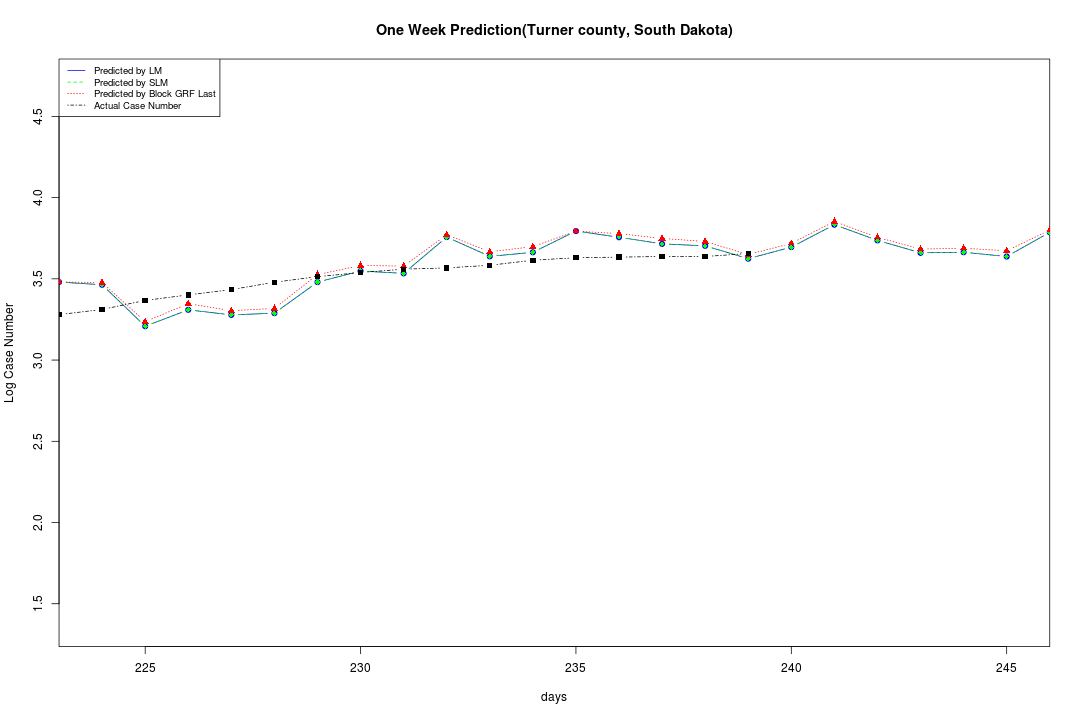 One Week Prediction(Turner county, South Dakota)
Predicted by LM
Predicted by SLM
Predicted by Block GRF Last
Actual Case Number
4.5
4.0
3.5
3.0
2.5
2.0
1.5
Log Case Number
225 230 235 240 245
days